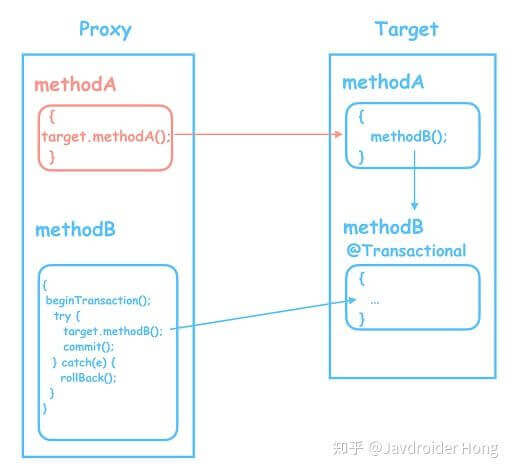 Proxy
methodA
{
target.methodA();
}
methodB
{
beginTransaction();
try {
target.methodB();
commit();
} catch(e) {
rollBack();
}
}
Target
methodA
{
methodB();
}
methodB
@Transactional
{
...
}
知乎 @Javdroider Hong